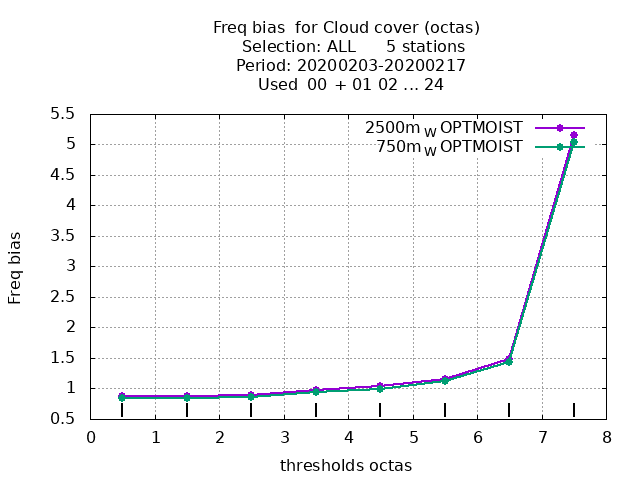 Freq bias for Cloud cover (octas)
Selection: ALL 5 stations
Period: 20200203-20200217
Used 00 + 01 02 ... 24
5.5
5
4.5
4
3.5
3
2.5
2
1.5
1
0.5
Freq bias
2500m W OPTMOIST
750m W OPTMOIST
0 1 2 3 4 5 6 7 8
thresholds octas